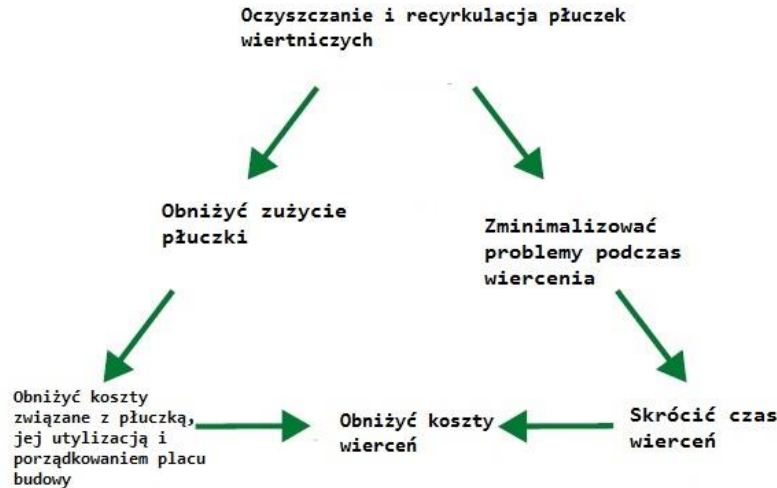 Oczyszczanie i recyrkulacja płuczek
wiertniczych
Obniżyć zużycie
płuczki
Zminimalizować
problemy podczas
wiercenia
Obniżyć koszty
związane z płuczką,
jej utylizacją i
porządkowaniem placu
budowy
Obniżyć koszty
wierceń
Skrócić czas
wierceń